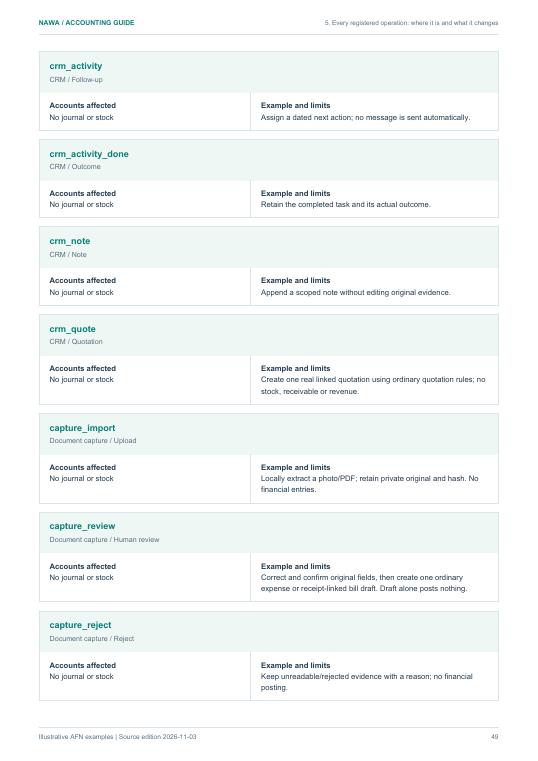 NAWA / ACCOUNTING GUIDE
5. Every registered operation: where it is and what it changes
crm_activity
CRM / Follow-up
Accounts affected
No journal or stock
Example and limits
Assign a dated next action; no message is sent automatically.
crm_activity_done
CRM / Outcome
Accounts affected
No journal or stock
Example and limits
Retain the completed task and its actual outcome.
crm_note
CRM / Note
Accounts affected
No journal or stock
Example and limits
Append a scoped note without editing original evidence.
crm_quote
CRM / Quotation
Accounts affected
No journal or stock
Example and limits
Create one real linked quotation using ordinary quotation rules; no
stock, receivable or revenue.
capture_import
Document capture / Upload
Accounts affected
No journal or stock
Example and limits
Locally extract a photo/PDF; retain private original and hash. No
financial entries.
capture_review
Document capture / Human review
Accounts affected
No journal or stock
Example and limits
Correct and confirm original fields, then create one ordinary
expense or receipt-linked bill draft. Draft alone posts nothing.
capture_reject
Document capture / Reject
Accounts affected
No journal or stock
Example and limits
Keep unreadable/rejected evidence with a reason; no financial
posting.
Illustrative AFN examples | Source edition 2026-11-03
49